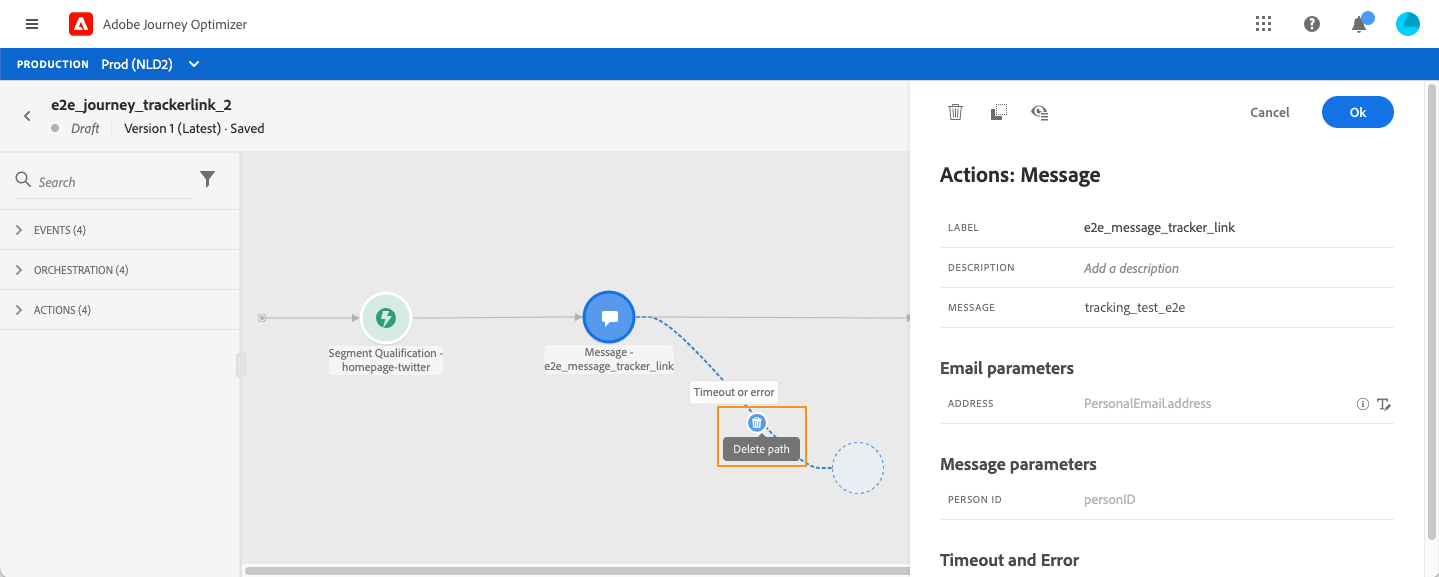 Adobe Journey Optimizer
PRODUCTION Prod (NLD2)
e2e_journey_trackerlink_2
Draft Version 1 (Latest) · Saved
Search
EVENTS (4)
ORCHESTRATION (4)
ACTIONS (4)
Segment Qualification -
homepage-twitter
Message -
e2e_message_tracker_link
Timeout or error
Delete path
Cancel Ok
Actions: Message
LABEL e2e_message_tracker_link
DESCRIPTION Add a description
MESSAGE tracking_test_e2e
Email parameters
ADDRESS PersonalEmail.address
Message parameters
PERSON ID personID
Timeout and Error